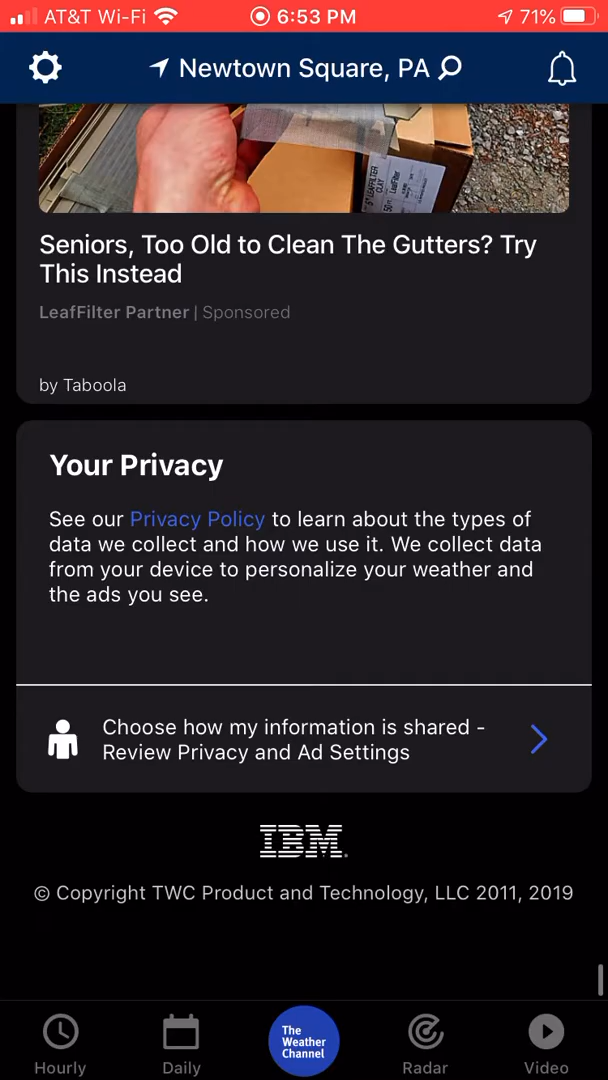 AT&T Wi-Fi 6:53 PM 71%
Newtown Square, PA
LEAFFILTER
Seniors, Too Old to Clean The Gutters? Try
This Instead
LeafFilter Partner | Sponsored
by Taboola
Your Privacy
See our Privacy Policy to learn about the types of
data we collect and how we use it. We collect data
from your device to personalize your weather and
the ads you see.
Choose how my information is shared -
Review Privacy and Ad Settings
IBM.
© Copyright TWC Product and Technology, LLC 2011, 2019
The
Weather
Channel
Hourly
Daily
Radar
Video